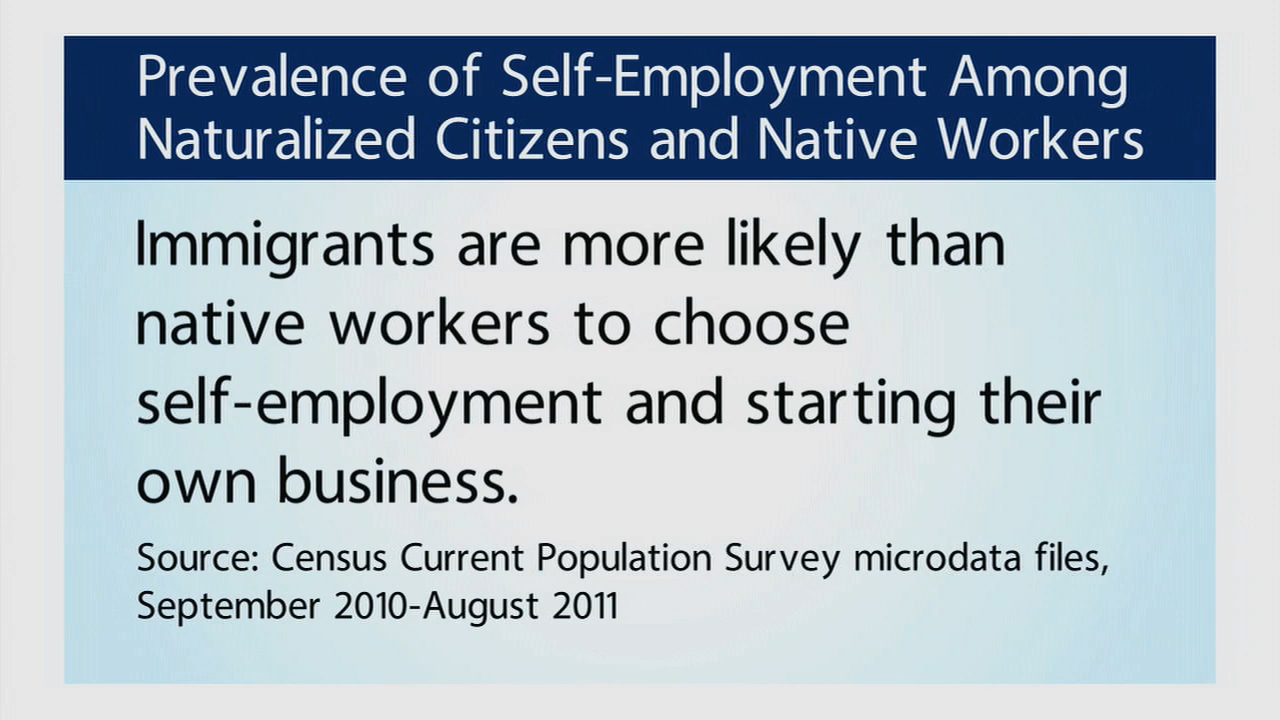 Prevalence of Self-Employment Among
Naturalized Citizens and Native Workers
Immigrants are more likely than
native workers to choose
self-employment and starting their
own business.
Source: Census Current Population Survey microdata files,
September 2010-August 2011